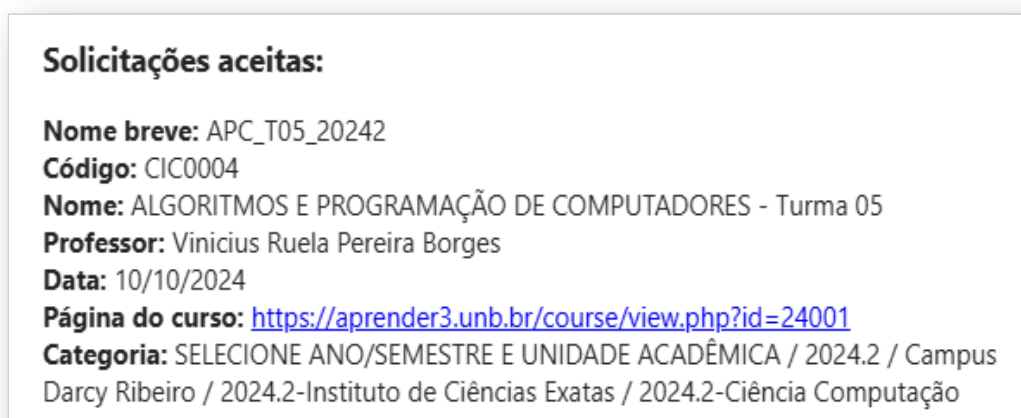 Solicitações aceitas:
Nome breve: APC_T05_20242
Código: CIC0004
Nome: ALGORITMOS E PROGRAMAÇÃO DE COMPUTADORES - Turma 05
Professor: Vinicius Ruela Pereira Borges
Data: 10/10/2024
Página do curso: https://aprender3.unb.br/course/view.php?id=24001
Categoria: SELECIONE ANO/SEMESTRE E UNIDADE ACADÊMICA / 2024.2 / Campus
Darcy Ribeiro / 2024.2-Instituto de Ciências Exatas / 2024.2-Ciência Computação